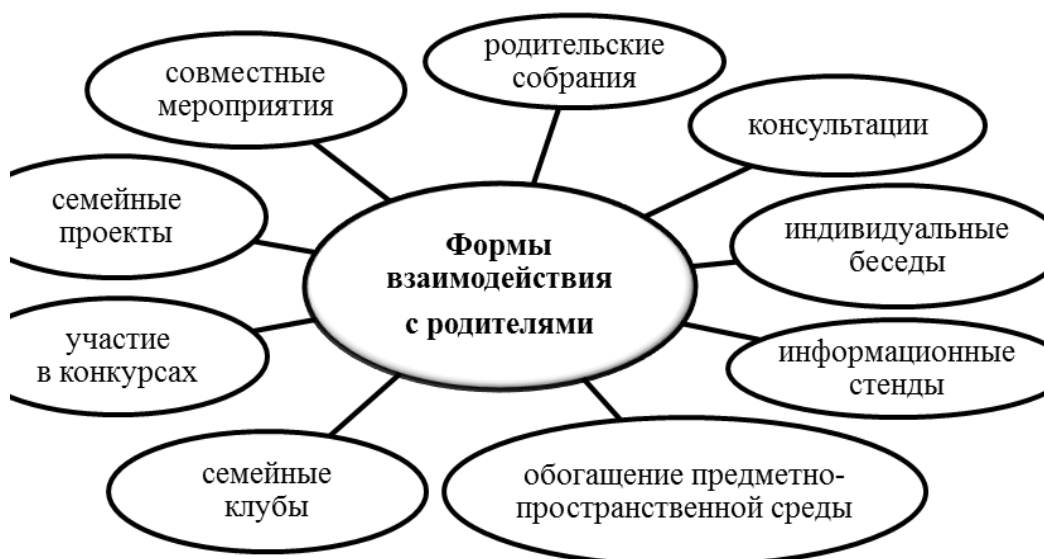 совместные
мероприятия
родительские
собрания
консультации
семейные
проекты
Формы
взаимодействия
с родителями
индивидуальные
беседы
участие
в конкурсах
информационные
стенды
семейные
клубы
обогащение предметно-
пространственной среды